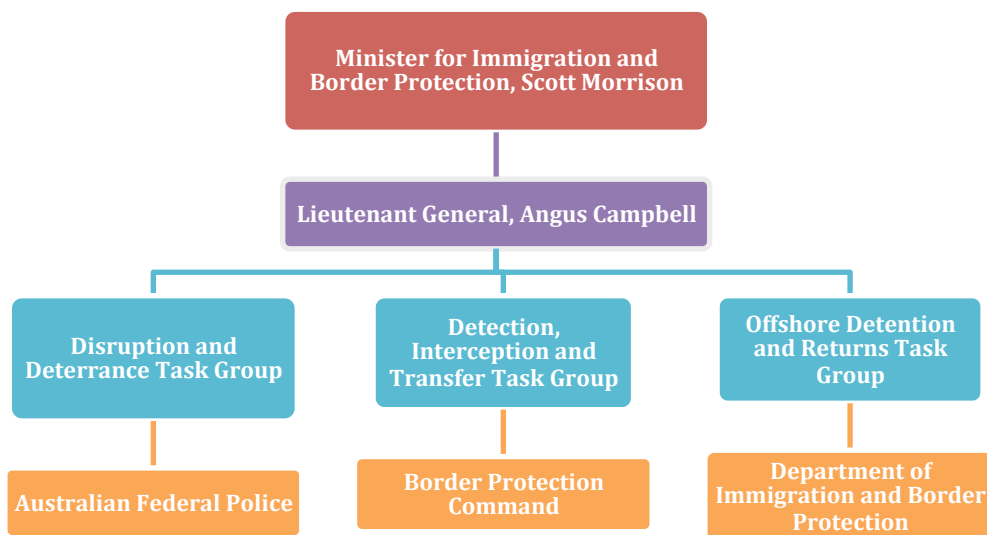 Minister for Immigration and
Border Protection, Scott Morrison
Lieutenant General, Angus Campbell
Disruption and
Deterrance Task Group
Detection,
Interception and
Transfer Task Group
Offshore Detention
and Returns Task
Group
Australian Federal Police
Border Protection
Command
Department of
Immigration and Border
Protection